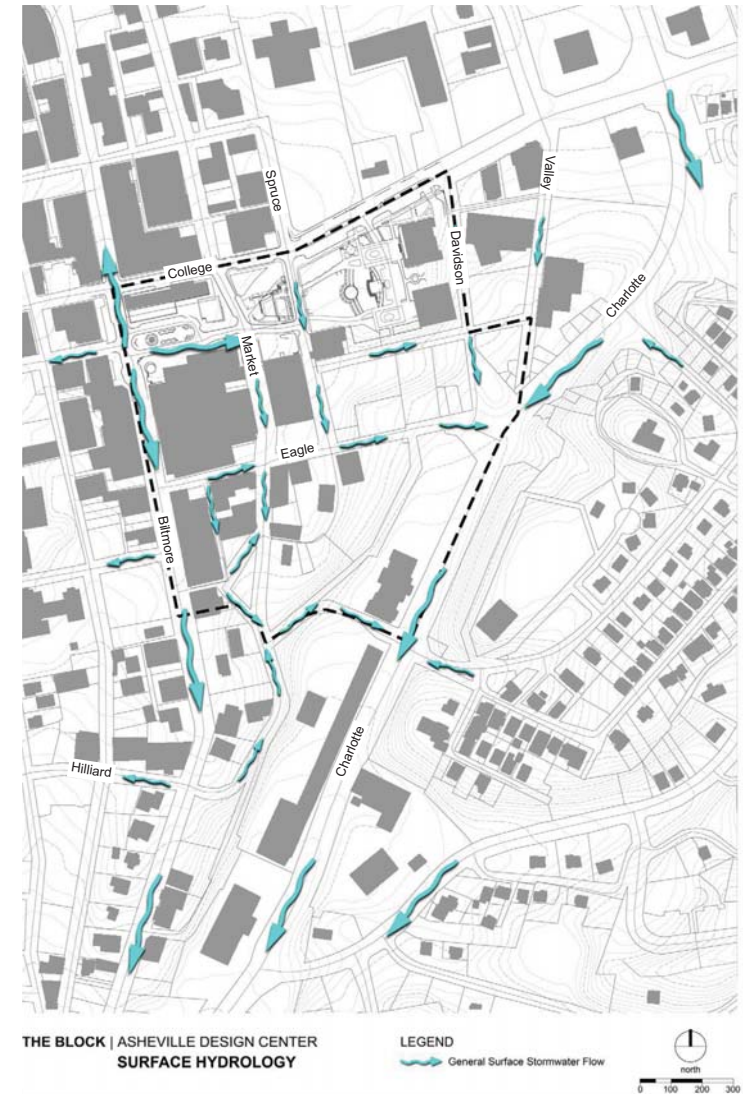 Spruce
Valley
College
Davidson
Charlotte
Market
Eagle
Biltmore
Charlotte
Hilliard
THE BLOCK | ASHEVILLE DESIGN CENTER
SURFACE HYDROLOGY
LEGEND
General Surface Stormwater Flow
north
0 100 200 300